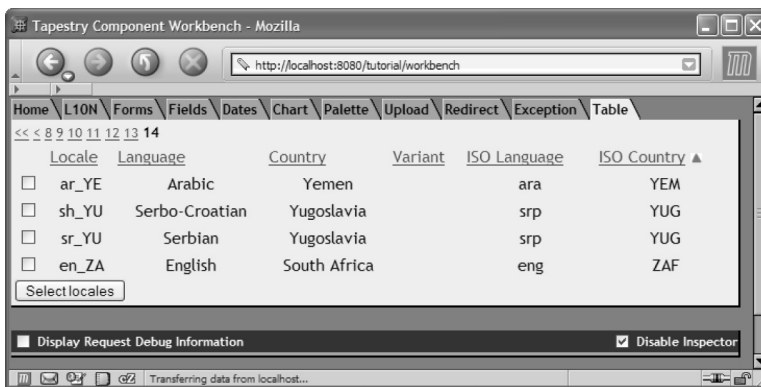 Tapestry Component Workbench - Mozilla
http://localhost:8080/tutorial/workbench
Home L10N Forms Fields Dates Chart Palette Upload Redirect Exception Table
<< < 8 9 10 11 12 13 14
Locale Language Country Variant ISO Language ISO Country
ar_YE Arabic Yemen ara YEM
sh_YU Serbo-Croatian Yugoslavia srp YUG
sr_YU Serbian Yugoslavia srp YUG
en_ZA English South Africa eng ZAF
Select locales
Display Request Debug Information Disable Inspector
Transferring data from localhost...